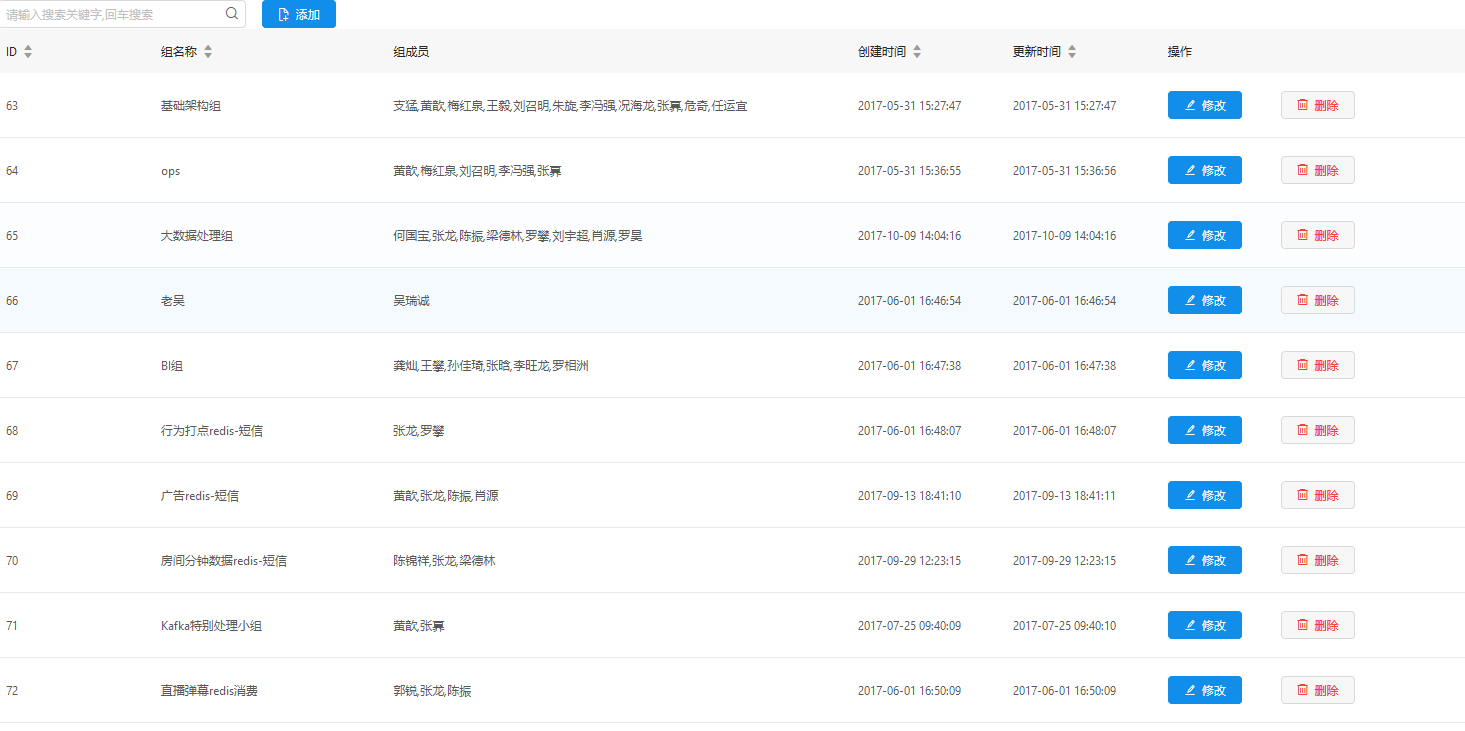 请输入搜索关键字,回车搜索 添加
ID 组名称 组成员 创建时间 更新时间 操作
63 基础架构组 支猛,黄歆,梅红泉,王毅,刘召明,朱旋,李冯强,况海龙,张冀,危奇,任运宜 2017-05-31 15:27:47 2017-05-31 15:27:47 修改 删除
64 ops 黄歆,梅红泉,刘召明,李冯强,张冀 2017-05-31 15:36:55 2017-05-31 15:36:56 修改 删除
65 大数据处理组 何国宝,张龙,陈振,梁德林,罗攀,刘宇超,肖源,罗昊 2017-10-09 14:04:16 2017-10-09 14:04:16 修改 删除
66 老吴 吴瑞诚 2017-06-01 16:46:54 2017-06-01 16:46:54 修改 删除
67 BI组 龚灿,王攀,孙佳琦,张晗,李旺龙,罗相洲 2017-06-01 16:47:38 2017-06-01 16:47:38 修改 删除
68 行为打点redis-短信 张龙,罗攀 2017-06-01 16:48:07 2017-06-01 16:48:07 修改 删除
69 广告redis-短信 黄歆,张龙,陈振,肖源 2017-09-13 18:41:10 2017-09-13 18:41:11 修改 删除
70 房间分钟数据redis-短信 陈锦祥,张龙,梁德林 2017-09-29 12:23:15 2017-09-29 12:23:15 修改 删除
71 Kafka特别处理小组 黄歆,张冀 2017-07-25 09:40:09 2017-07-25 09:40:10 修改 删除
72 直播弹幕redis消费 郭锐,张龙,陈振 2017-06-01 16:50:09 2017-06-01 16:50:09 修改 删除